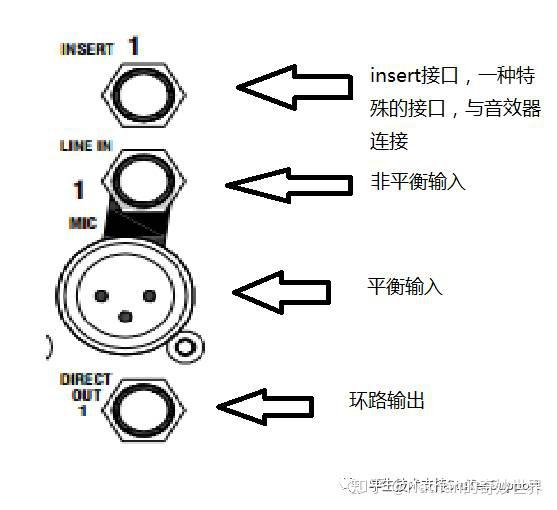 INSERT 1
insert接口，一种特
殊的接口，与音效器
连接
LINE IN
1
非平衡输入
MIC
平衡输入
DIRECT
OUT
1
环路输出